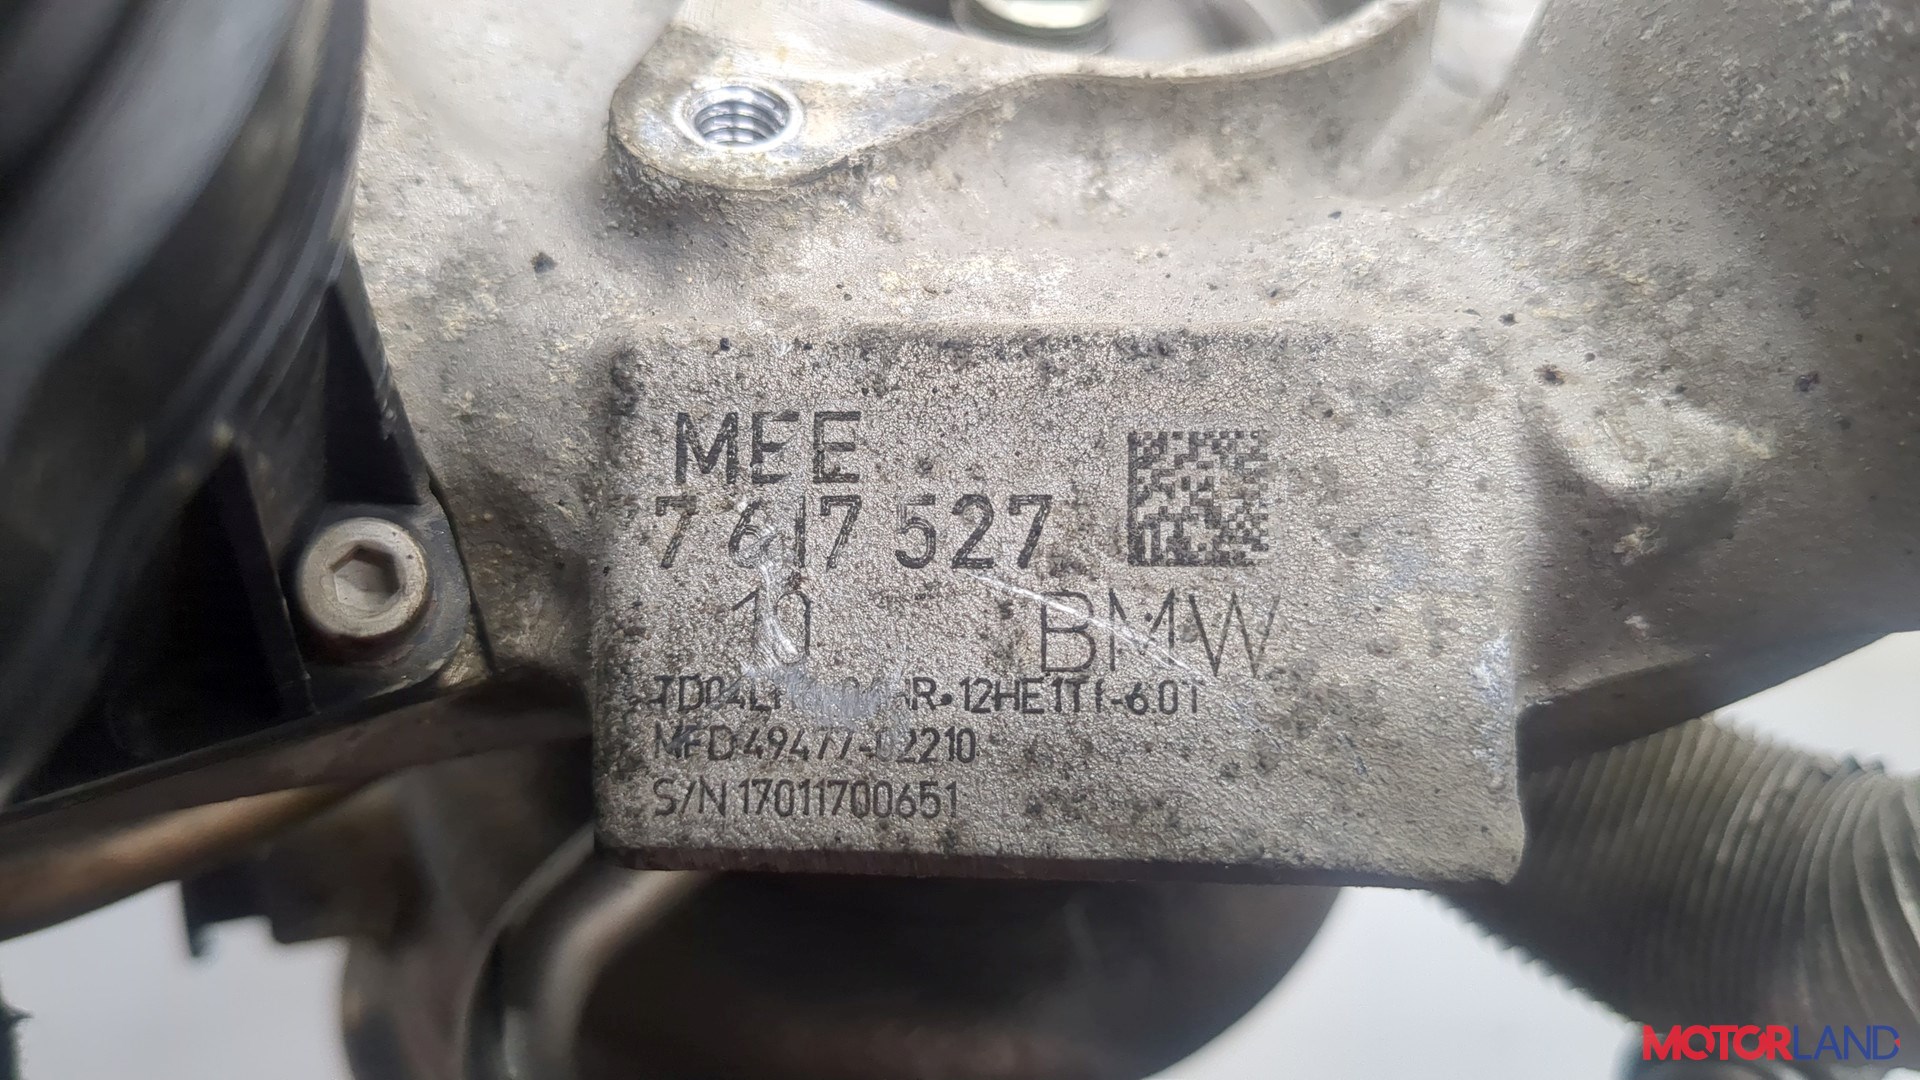 MEE
7 617 527
10 BMW
12HE1T1-6.0T
MFD 49477-02210
S/N 17011700651
MOTORLAND